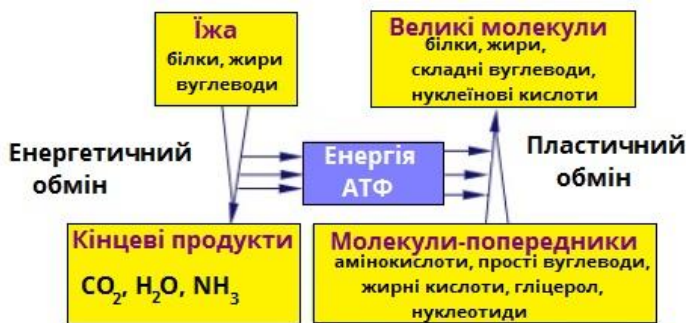 Їжа
білки, жири
вуглеводи
Великі молекули
білки, жири,
складні вуглеводи,
нуклеїнові кислоти
Енергетичний
обмін
Енергія
АТФ
Пластичний
обмін
Кінцеві продукти
CO₂, H₂O, NH₃
Молекули-попередники
амінокислоти, прості вуглеводи,
жирні кислоти, гліцерол,
нуклеотиди